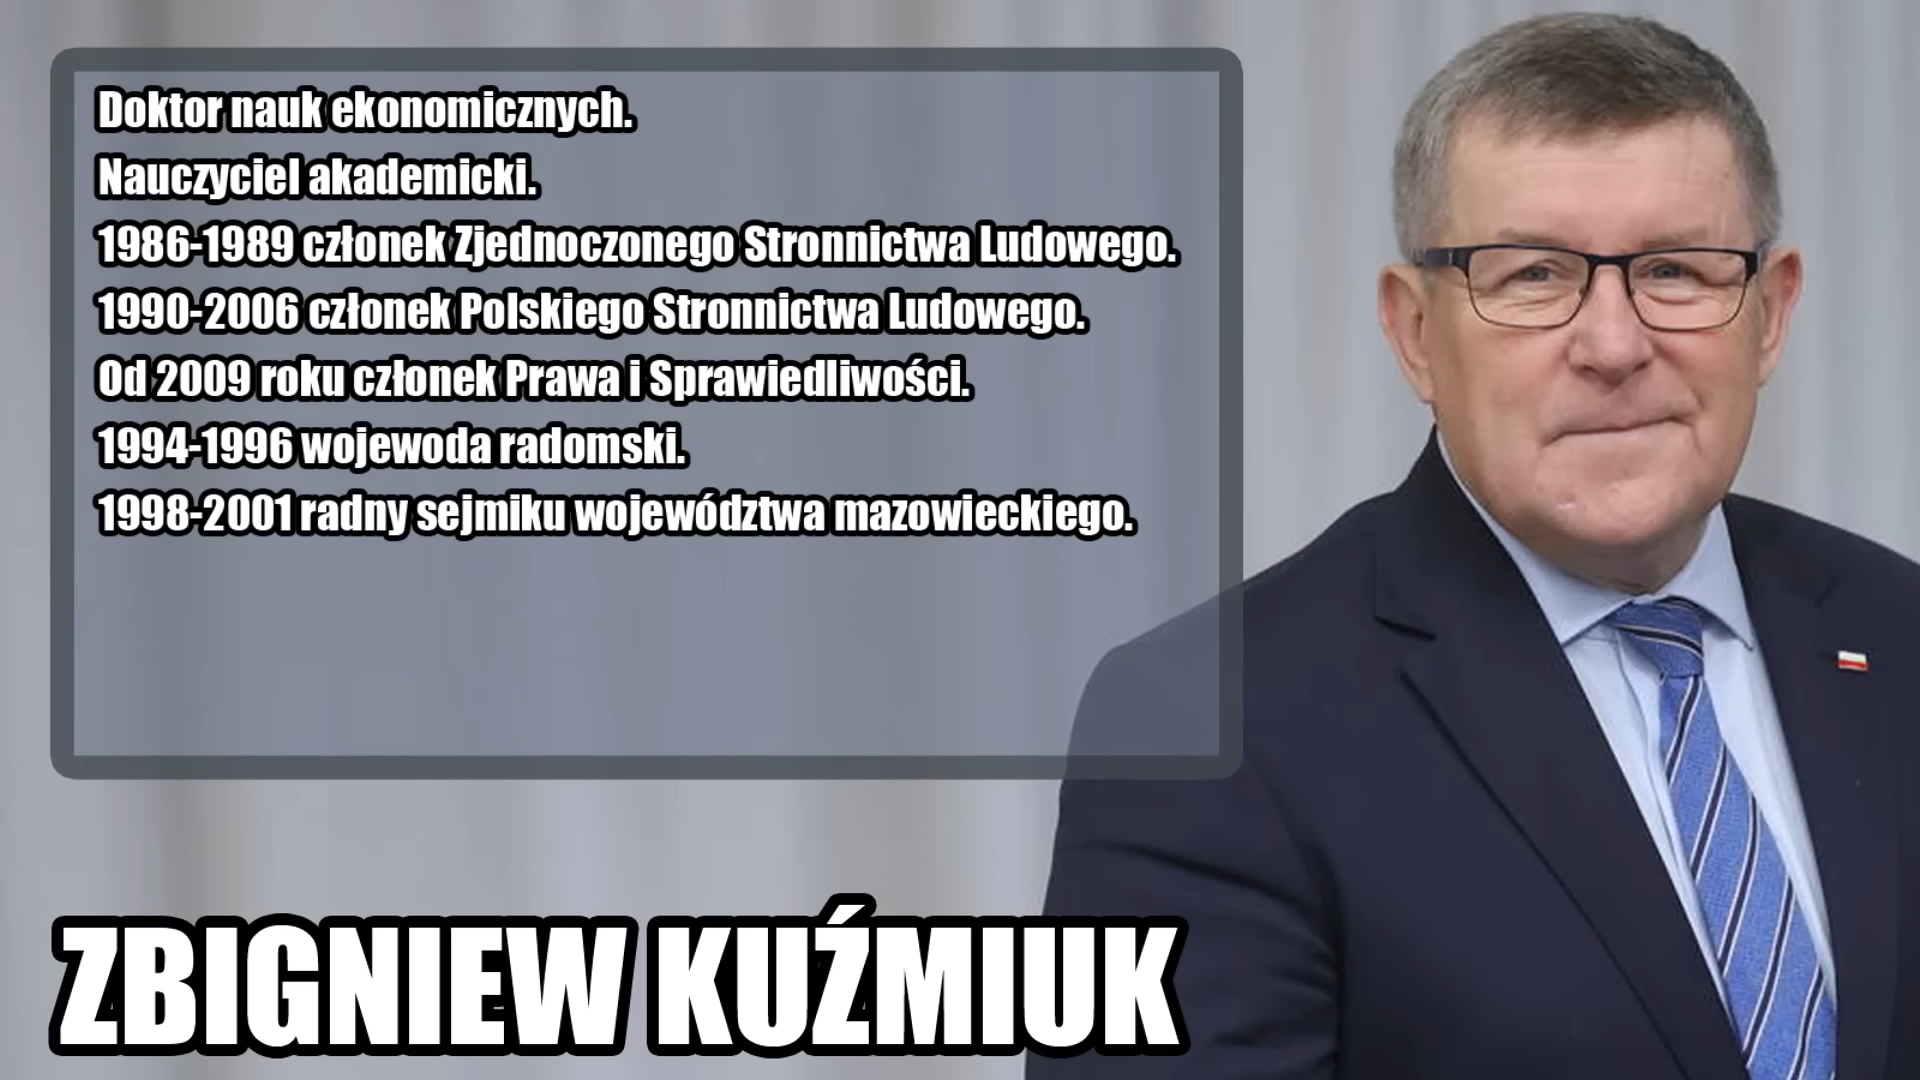 Doktor nauk ekonomicznych.
Nauczyciel akademicki.
1986-1989 członek Zjednoczonego Stronnictwa Ludowego.
1990-2006 członek Polskiego Stronnictwa Ludowego.
Od 2009 roku członek Prawa i Sprawiedliwości.
1994-1996 wojewoda radomski.
1998-2001 radny sejmiku województwa mazowieckiego.
ZBIGNIEW KUŹMIUK